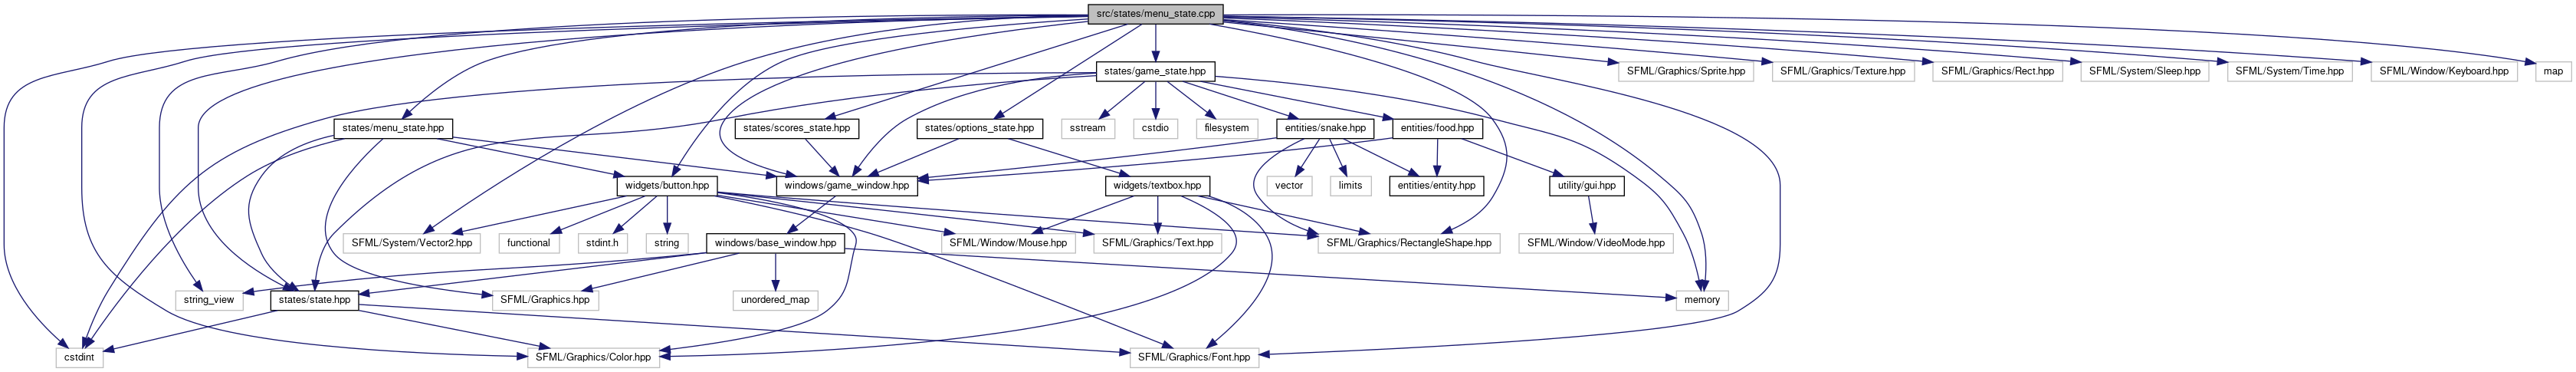 src/states/menu_state.cpp
states/game_state.hpp
SFML/Graphics/Sprite.hpp
SFML/Graphics/Texture.hpp
SFML/Graphics/Rect.hpp
SFML/System/Sleep.hpp
SFML/System/Time.hpp
SFML/Window/Keyboard.hpp
map
states/menu_state.hpp
states/scores_state.hpp
states/options_state.hpp
sstream
cstdio
filesystem
entities/snake.hpp
entities/food.hpp
widgets/button.hpp
windows/game_window.hpp
widgets/textbox.hpp
vector
limits
entities/entity.hpp
utility/gui.hpp
SFML/System/Vector2.hpp
functional
stdint.h
string
windows/base_window.hpp
SFML/Window/Mouse.hpp
SFML/Graphics/Text.hpp
SFML/Graphics/RectangleShape.hpp
SFML/Window/VideoMode.hpp
string_view
states/state.hpp
SFML/Graphics.hpp
unordered_map
memory
cstdint
SFML/Graphics/Color.hpp
SFML/Graphics/Font.hpp